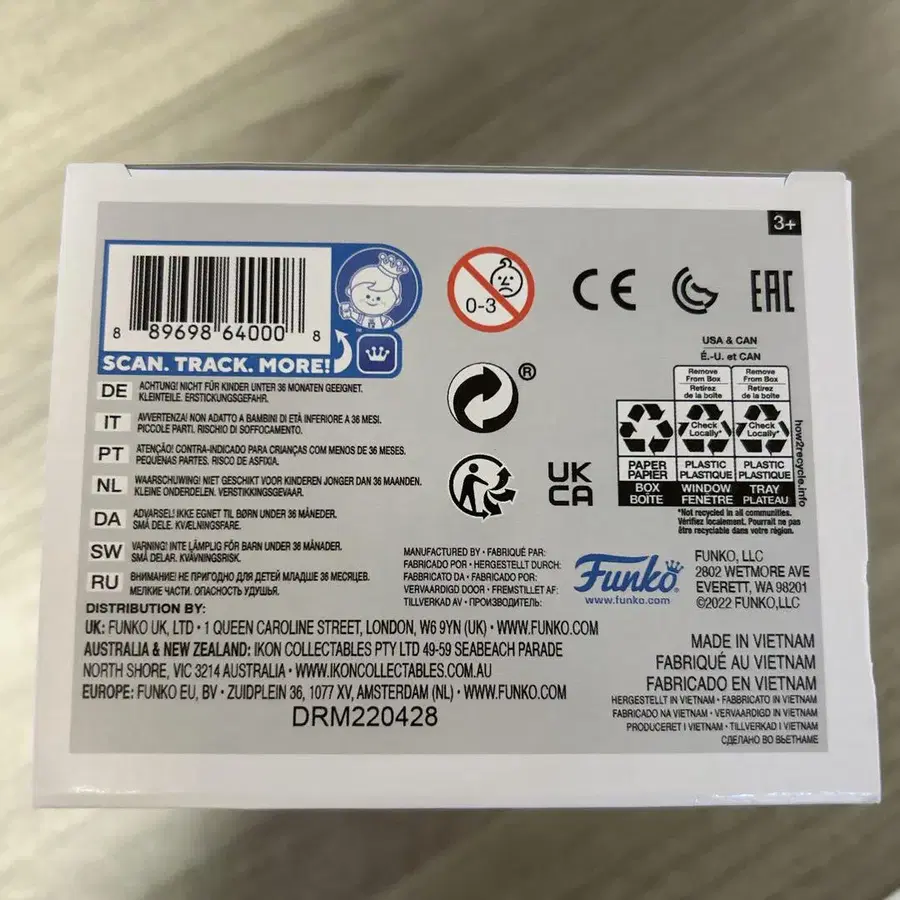 3+
8 89698 64000 8
SCAN. TRACK. MORE!
™
0-3
CE
EAC
®
UK
CA
USA & CAN
É.-U. et CAN
Remove From Box
Retirez de la boîte
Remove From Box
Retirez de la boîte
Check Locally*
Check Locally*
PAPER
PAPIER
PLASTIC
PLASTIQUE
PLASTIC
PLASTIQUE
BOX
BOÎTE
WINDOW
FENÊTRE
TRAY
PLATEAU
how2recycle.info
*Not recycled in all communities.
Vérifiez localement. Pourrait ne pas
être recyclable dans votre région.
DE ACHTUNG! NICHT FÜR KINDER UNTER 36 MONATEN GEEIGNET.
KLEINTEILE. ERSTICKUNGSGEFAHR.
IT AVVERTENZA! NON ADATTO A BAMBINI DI ETÀ INFERIORE A 36 MESI.
PICCOLE PARTI. RISCHIO DI SOFFOCAMENTO.
PT ATENÇÃO! CONTRA-INDICADO PARA CRIANÇAS COM MENOS DE 36 MESES.
PEQUENAS PARTES. RISCO DE ASFIXIA.
NL WAARSCHUWING! NIET GESCHIKT VOOR KINDEREN JONGER DAN 36 MAANDEN.
KLEINE ONDERDELEN. VERSTIKKINGSGEVAAR.
DA ADVARSEL! IKKE EGNET TIL BØRN UNDER 36 MÅNEDER.
SMÅ DELE. KVÆLNINGSFARE.
SW VARNING! INTE LÄMPLIG FÖR BARN UNDER 36 MÅNADER.
SMÅ DELAR. KVÄVNINGSRISK.
RU ВНИМАНИЕ! НЕ ПРИГОДНО ДЛЯ ДЕТЕЙ МЛАДШЕ 36 МЕСЯЦЕВ.
МЕЛКИЕ ЧАСТИ. ОПАСНОСТЬ УДУШЬЯ.
MANUFACTURED BY • FABRIQUÉ PAR:
FABRICADO POR • HERGESTELLT DURCH:
FABBRICATO DA • FABRICADO POR:
VERVAARDIGD DOOR • FREMSTILLET AF:
TILLVERKAD AV • ПРОИЗВОДИТЕЛЬ:
Funko
www.funko.com
FUNKO, LLC
2802 WETMORE AVE
EVERETT, WA 98201
©2022 FUNKO,LLC
DISTRIBUTION BY:
UK: FUNKO UK, LTD • 1 QUEEN CAROLINE STREET, LONDON, W6 9YN (UK) • WWW.FUNKO.COM
AUSTRALIA & NEW ZEALAND: IKON COLLECTABLES PTY LTD 49-59 SEABEACH PARADE
NORTH SHORE, VIC 3214 AUSTRALIA • WWW.IKONCOLLECTABLES.COM.AU
EUROPE: FUNKO EU, BV • ZUIDPLEIN 36, 1077 XV, AMSTERDAM (NL) • WWW.FUNKO.COM
DRM220428
MADE IN VIETNAM
FABRIQUÉ AU VIETNAM
FABRICADO EN VIETNAM
HERGESTELLT IN VIETNAM • FABBRICATO IN VIETNAM
FABRICADO NA VIETNAM • VERVAARDIGD IN VIETNAM
PRODUCERET I VIETNAM • TILLVERKAD I VIETNAM
СДЕЛАНО ВО ВЬЕТНАМЕ